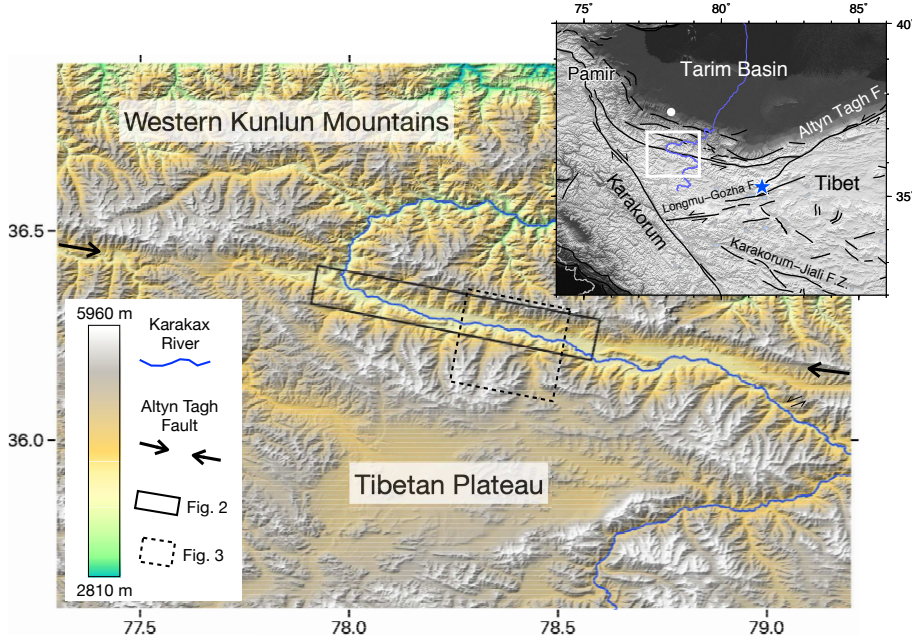 75°
80°
85°
40°
Pamir
Tarim Basin
Altyn Tagh F
Western Kunlun Mountains
Tibet
Longmu–Gozha F
35°
Karakorum
Karakorum–Jiali F Z
36.5
5960 m
Karakax
River
Altyn Tagh
Fault
36.0
Tibetan Plateau
Fig. 2
Fig. 3
2810 m
77.5
78.0
78.5
79.0